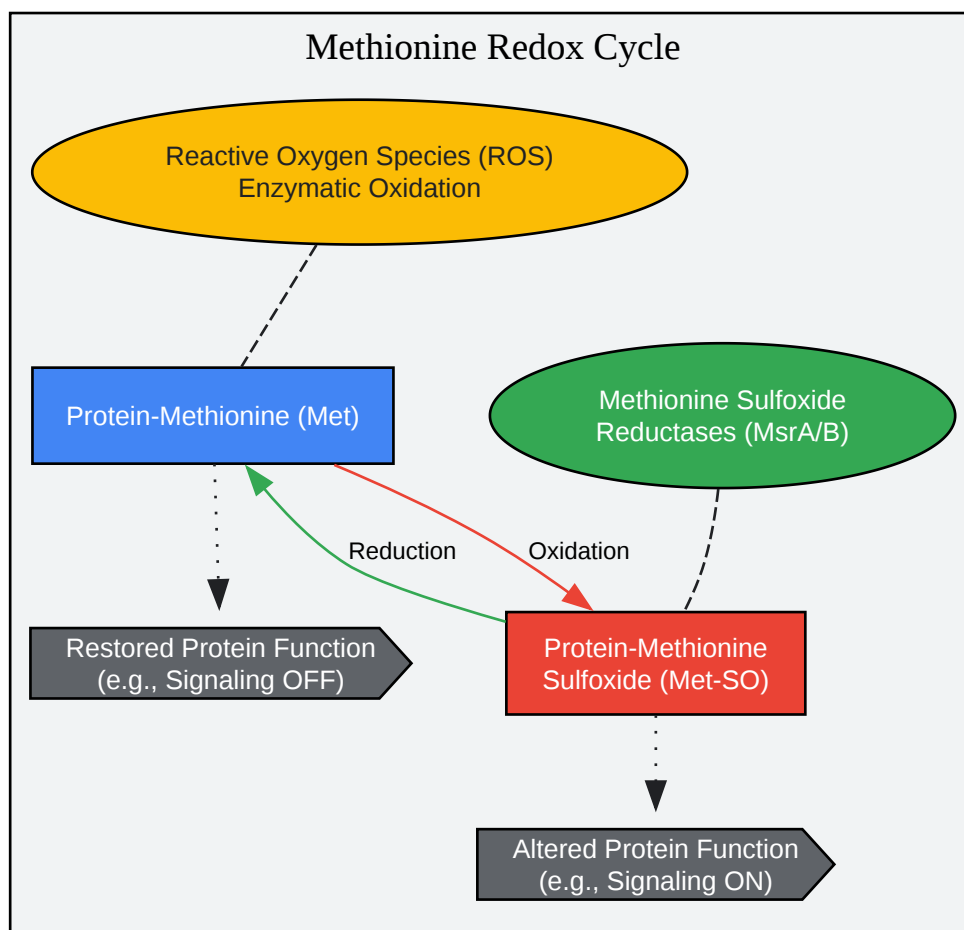 Methionine Redox Cycle
Reactive Oxygen Species (ROS)
Enzymatic Oxidation
Protein-Methionine (Met)
Methionine Sulfoxide
Reductases (MsrA/B)
Reduction
Oxidation
Restored Protein Function
(e.g., Signaling OFF)
Protein-Methionine
Sulfoxide (Met-SO)
Altered Protein Function
(e.g., Signaling ON)